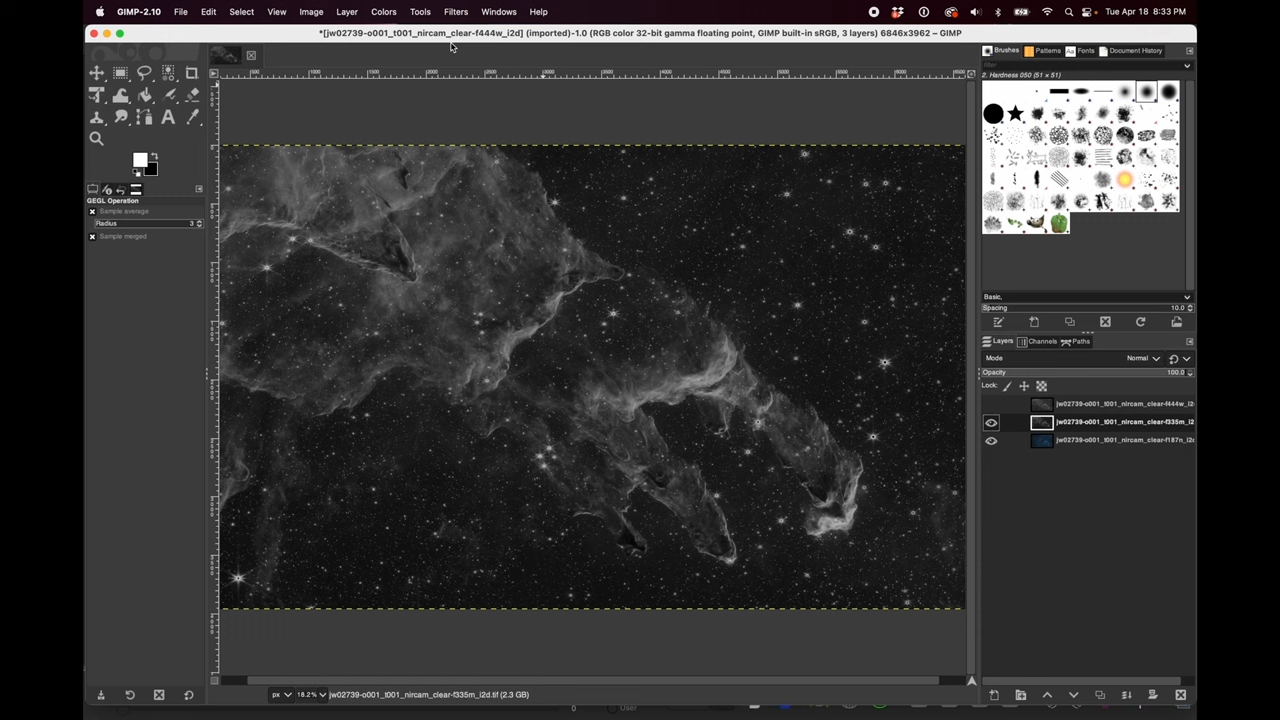 GIMP-2.10 File Edit Select View Image Layer Colors Tools Filters Windows Help Tue Apr 18 8:33 PM
*[jw02739-o001_t001_nircam_clear-f444w_i2d] (imported)-1.0 (RGB color 32-bit gamma floating point, GIMP built-in sRGB, 3 layers) 6846x3962 – GIMP
Brushes Patterns Fonts Document History
filter
2. Hardness 050 (51 × 51)
GEGL Operation
Sample average
Radius 3
Sample merged
Basic,
Spacing 10.0
Layers Channels Paths
Mode Normal
Opacity 100.0
Lock:
jw02739-o001_t001_nircam_clear-f444w_i2
jw02739-o001_t001_nircam_clear-f335m_i2
jw02739-o001_t001_nircam_clear-f187n_i2
px 18.2% jw02739-o001_t001_nircam_clear-f335m_i2d.tif (2.3 GB)
0 User